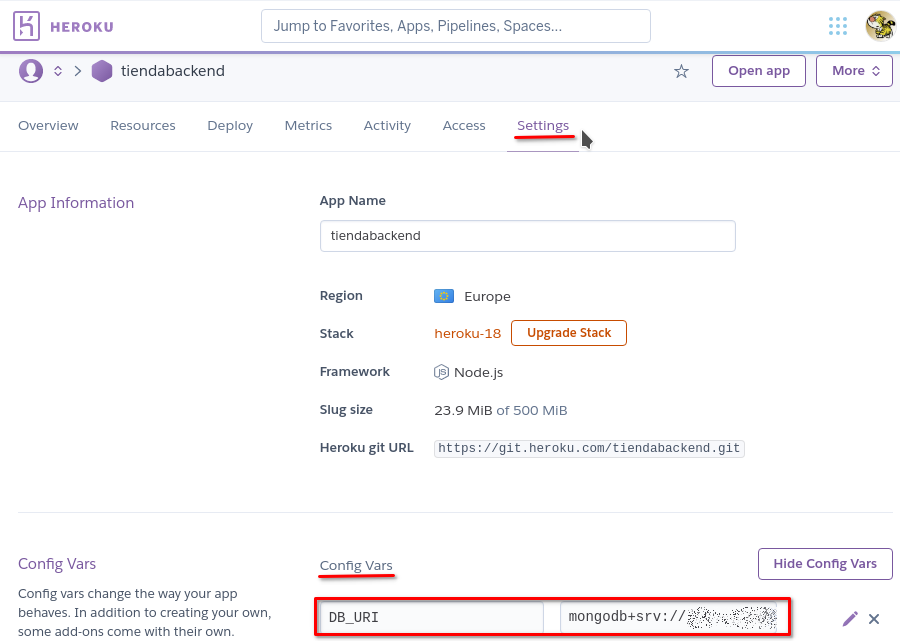 HEROKU
Jump to Favorites, Apps, Pipelines, Spaces...
tiendabackend
Open app
More
Overview Resources Deploy Metrics Activity Access Settings
App Information
App Name
tiendabackend
Region Europe
Stack heroku-18 Upgrade Stack
Framework JS Node.js
Slug size 23.9 MiB of 500 MiB
Heroku git URL https://git.heroku.com/tiendabackend.git
Config Vars
Config vars change the way your app
behaves. In addition to creating your own,
some add-ons come with their own.
Config Vars
Hide Config Vars
DB_URI mongodb+srv://